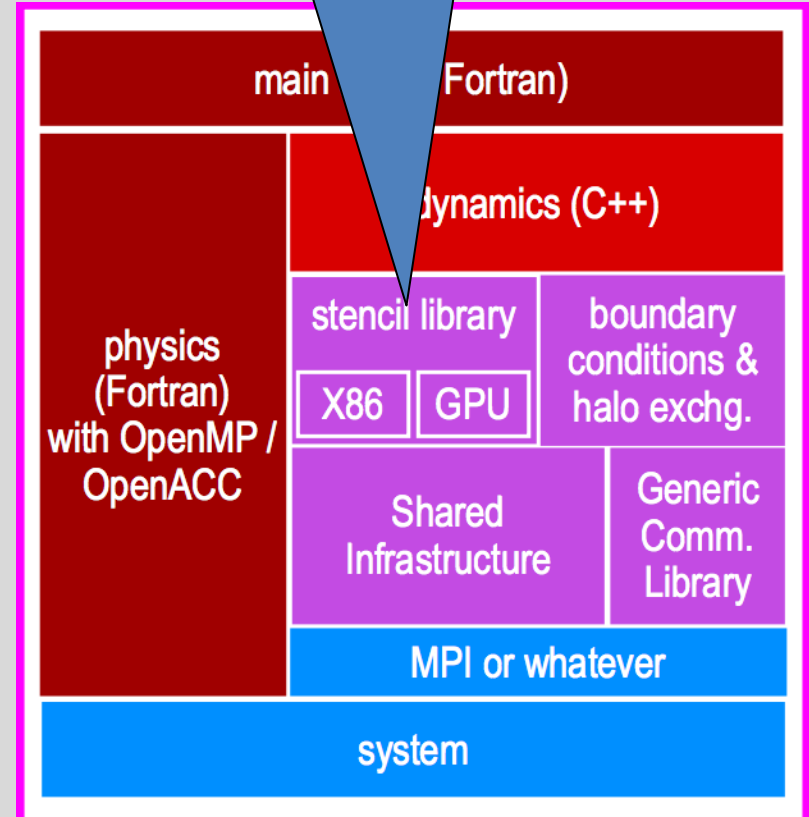 main Fortran)
dynamics (C++)
physics
(Fortran)
with OpenMP /
OpenACC
stencil library
X86 GPU
boundary
conditions &
halo exchg.
Shared
Infrastructure
Generic
Comm.
Library
MPI or whatever
system